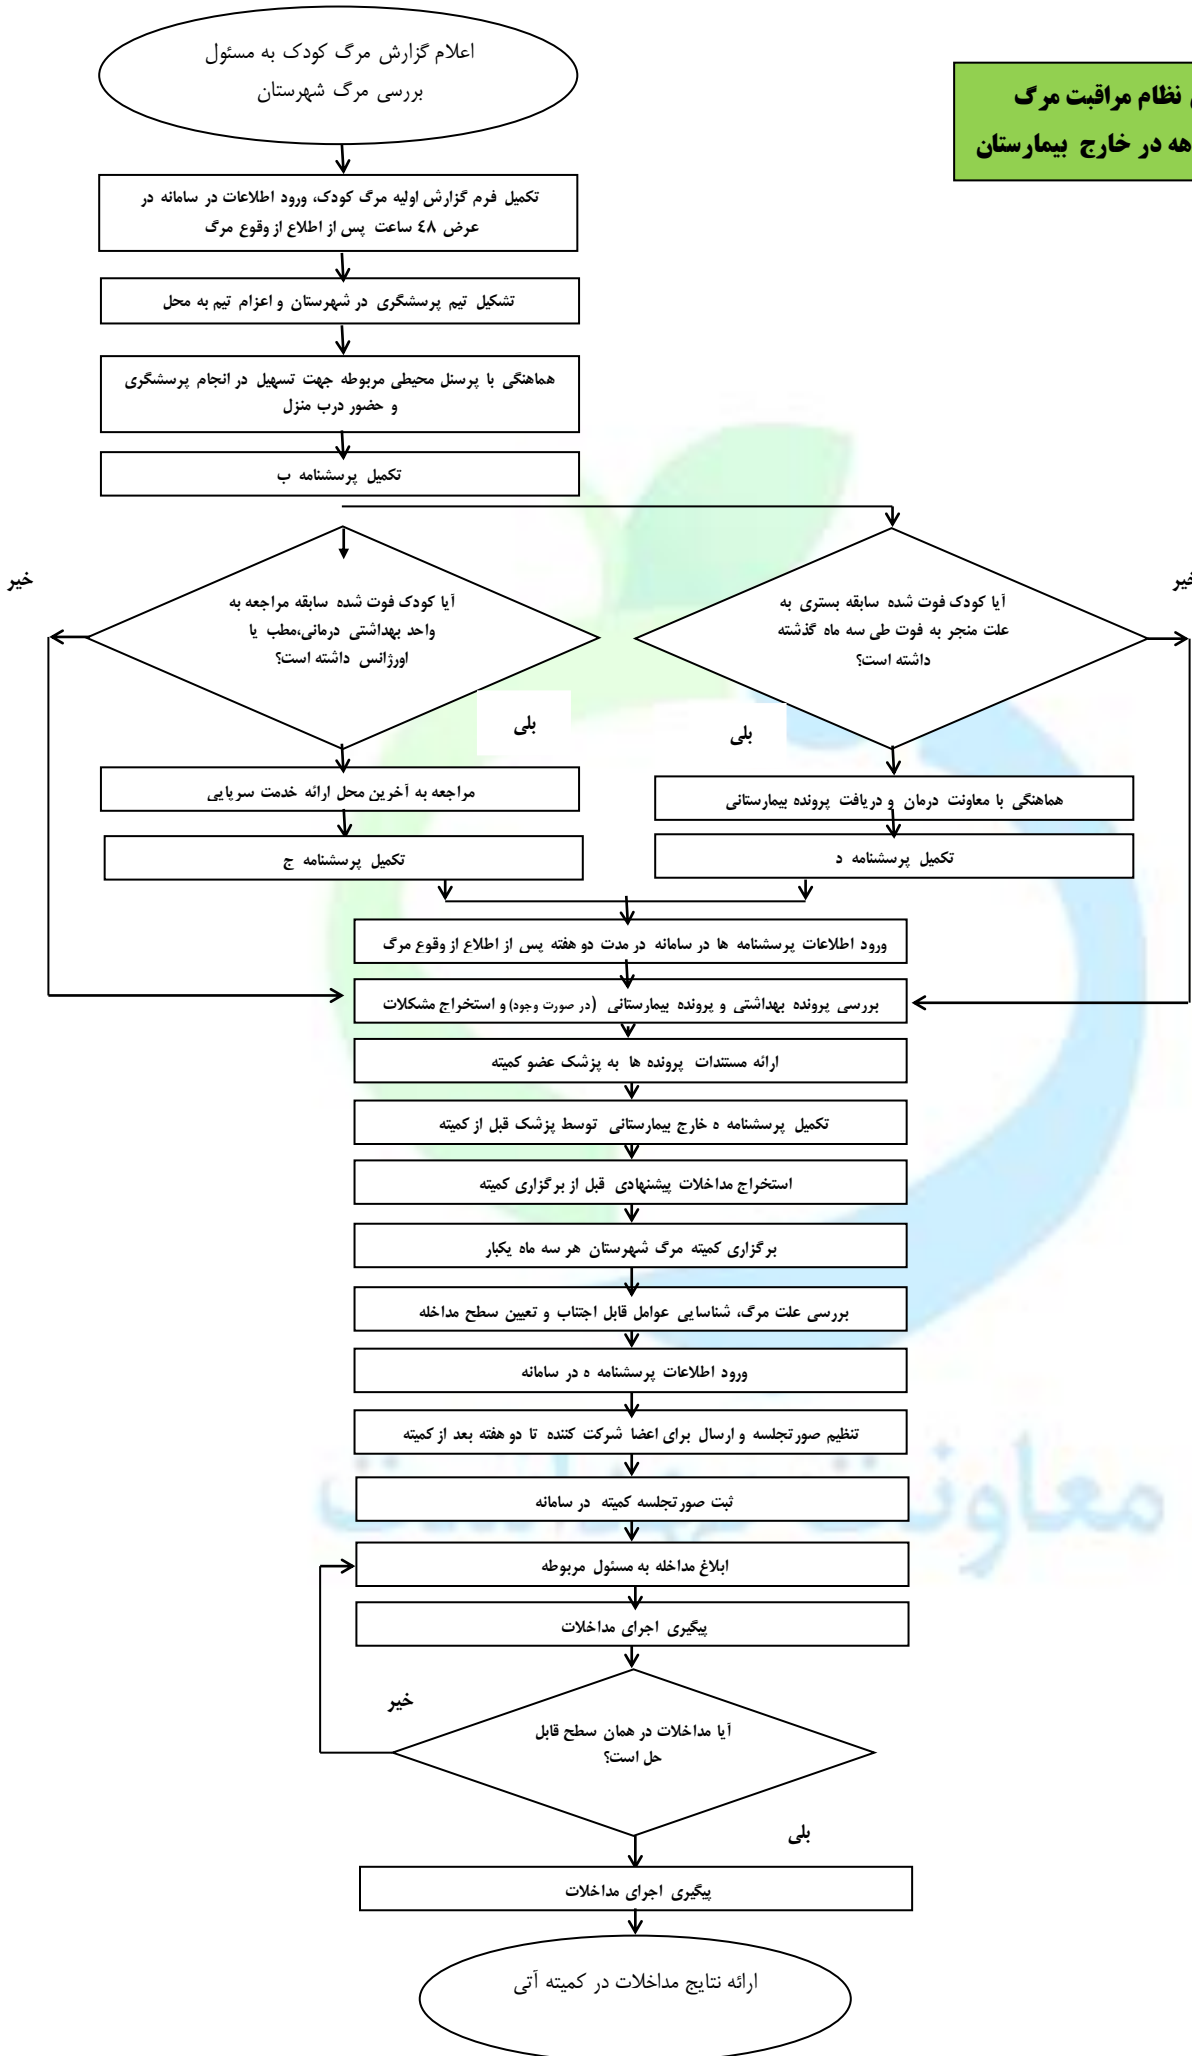 نظام مراقبت مرگ
در خارج بیمارستان
اعلام گزارش مرگ کودک به مسئول
بررسی مرگ شهرستان
تکمیل فرم گزارش اولیه مرگ کودک، ورود اطلاعات در سامانه در
عرض ٤٨ ساعت پس از اطلاع از وقوع مرگ
تشکیل تیم پرسشگری در شهرستان و اعزام تیم به محل
هماهنگی با پرسنل محیطی مربوطه جهت تسهیل در انجام پرسشگری
و حضور درب منزل
تکمیل پرسشنامه ب
آیا کودک فوت شده سابقه بستری به
علت منجر به فوت طی سه ماه گذشته
داشته است؟
خیر
بلی
آیا کودک فوت شده سابقه مراجعه به
واحد بهداشتی درمانی،مطب یا
اورژانس داشته است؟
خیر
بلی
هماهنگی با معاونت درمان و دریافت پرونده بیمارستانی
تکمیل پرسشنامه د
مراجعه به آخرین محل ارائه خدمت سرپایی
تکمیل پرسشنامه ج
ورود اطلاعات پرسشنامه ها در سامانه در مدت دو هفته پس از اطلاع از وقوع مرگ
بررسی پرونده بهداشتی و پرونده بیمارستانی (در صورت وجود) و استخراج مشکلات
ارائه مستندات پرونده ها به پزشک عضو کمیته
تکمیل پرسشنامه ه خارج بیمارستانی توسط پزشک قبل از کمیته
استخراج مداخلات پیشنهادی قبل از برگزاری کمیته
برگزاری کمیته مرگ شهرستان هر سه ماه یکبار
بررسی علت مرگ، شناسایی عوامل قابل اجتناب و تعیین سطح مداخله
ورود اطلاعات پرسشنامه ه در سامانه
تنظیم صورتجلسه و ارسال برای اعضا شرکت کننده تا دو هفته بعد از کمیته
ثبت صورتجلسه کمیته در سامانه
ابلاغ مداخله به مسئول مربوطه
پیگیری اجرای مداخلات
خیر
آیا مداخلات در همان سطح قابل
حل است؟
بلی
پیگیری اجرای مداخلات
ارائه نتایج مداخلات در کمیته آتی
معاونت بهداشت